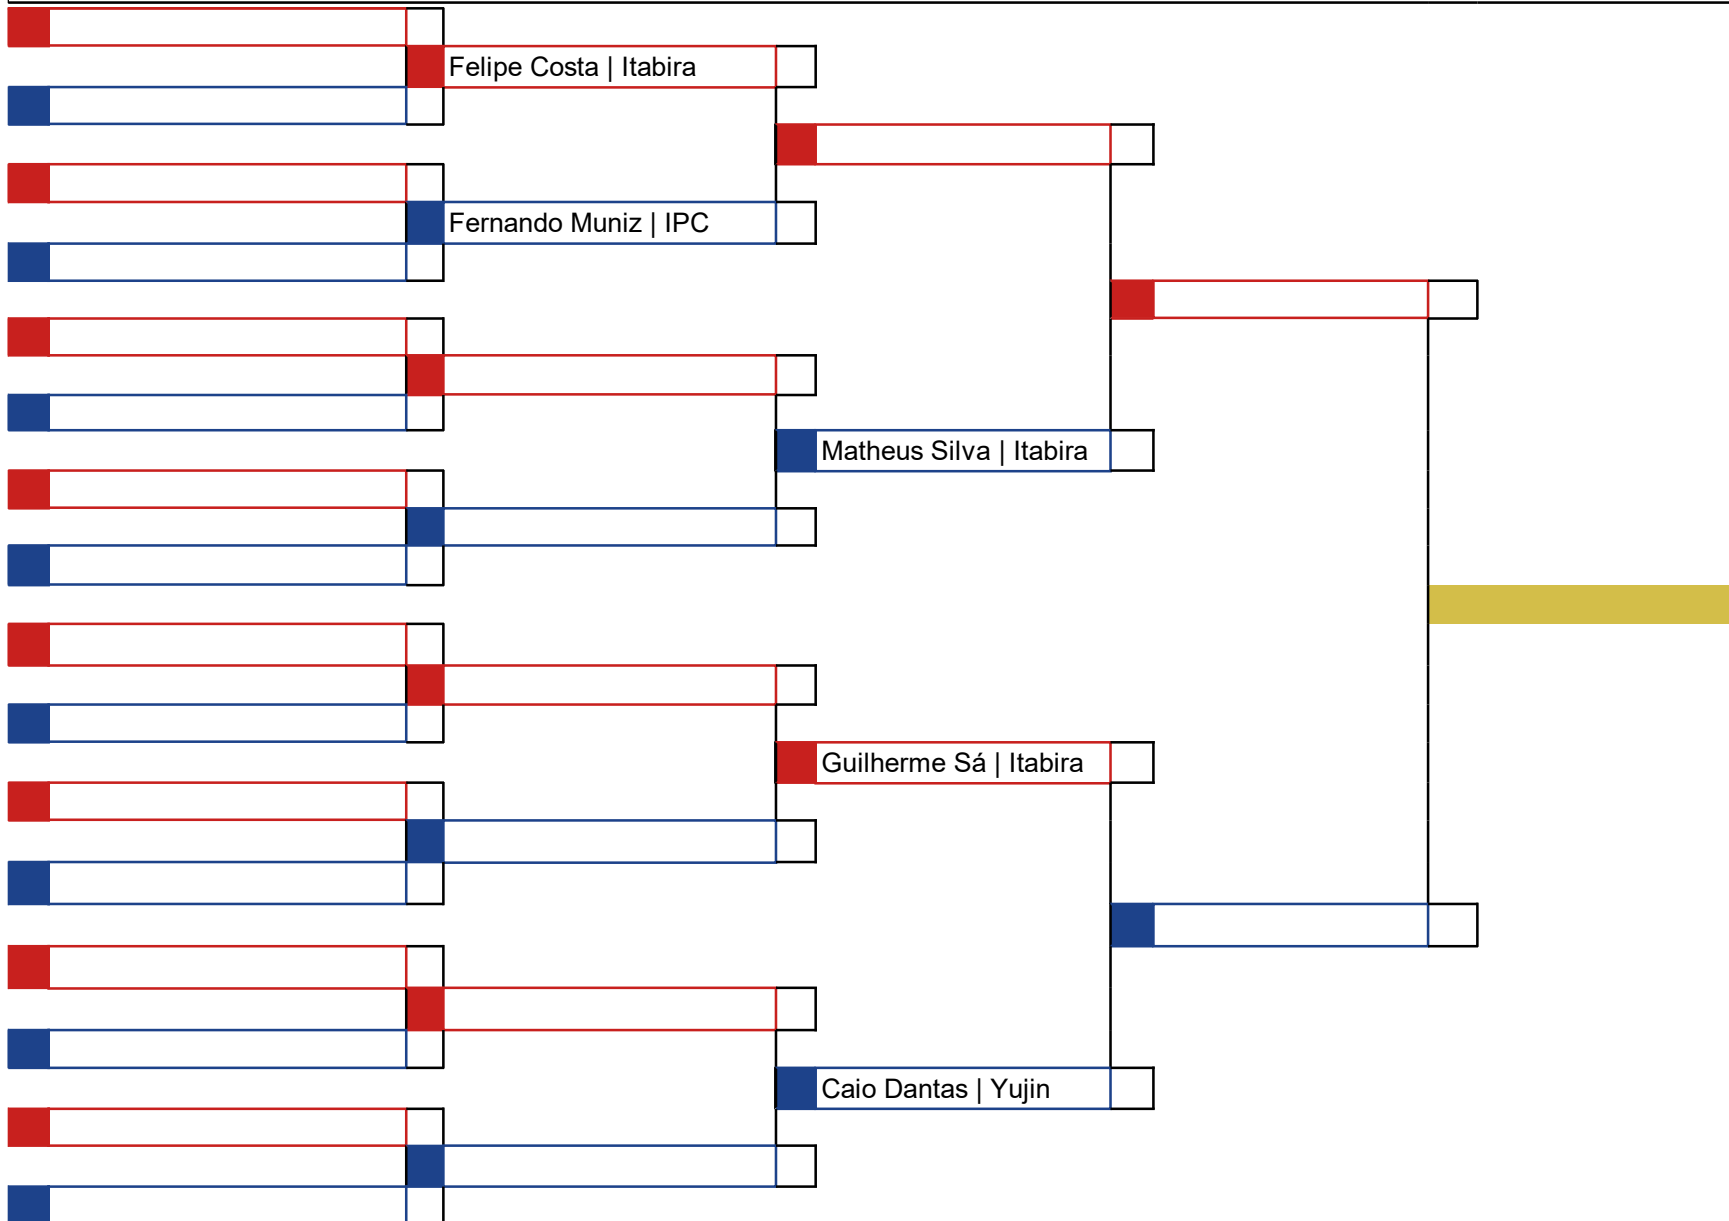 Felipe Costa | Itabira
Fernando Muniz | IPC
Matheus Silva | Itabira
Guilherme Sá | Itabira
Caio Dantas | Yujin